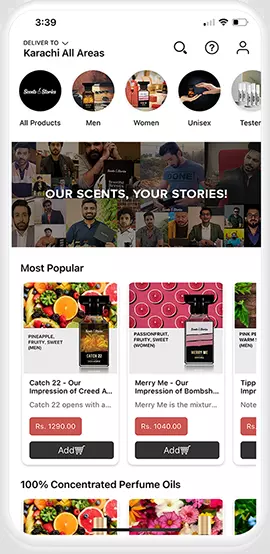 3:39
DELIVER TO
Karachi All Areas
Scents & Stories
All Products
Men
Women
Unisex
Tester
OUR SCENTS, YOUR STORIES!
Most Popular
PINEAPPLE,
FRUITY, SWEET
(MEN)
CATCH 22
PASSIONFRUIT,
FRUITY, SWEET
(WOMEN)
MERRY ME
PINK PE
WARM
Catch 22 - Our
Impression of Creed A...
Merry Me - Our
Impression of Bombsh...
Tipp
Impr
Catch 22 opens with a...
Merry Me is the mixtur...
Note
Rs. 1290.00
Rs. 1040.00
Rs.
Add
Add
100% Concentrated Perfume Oils